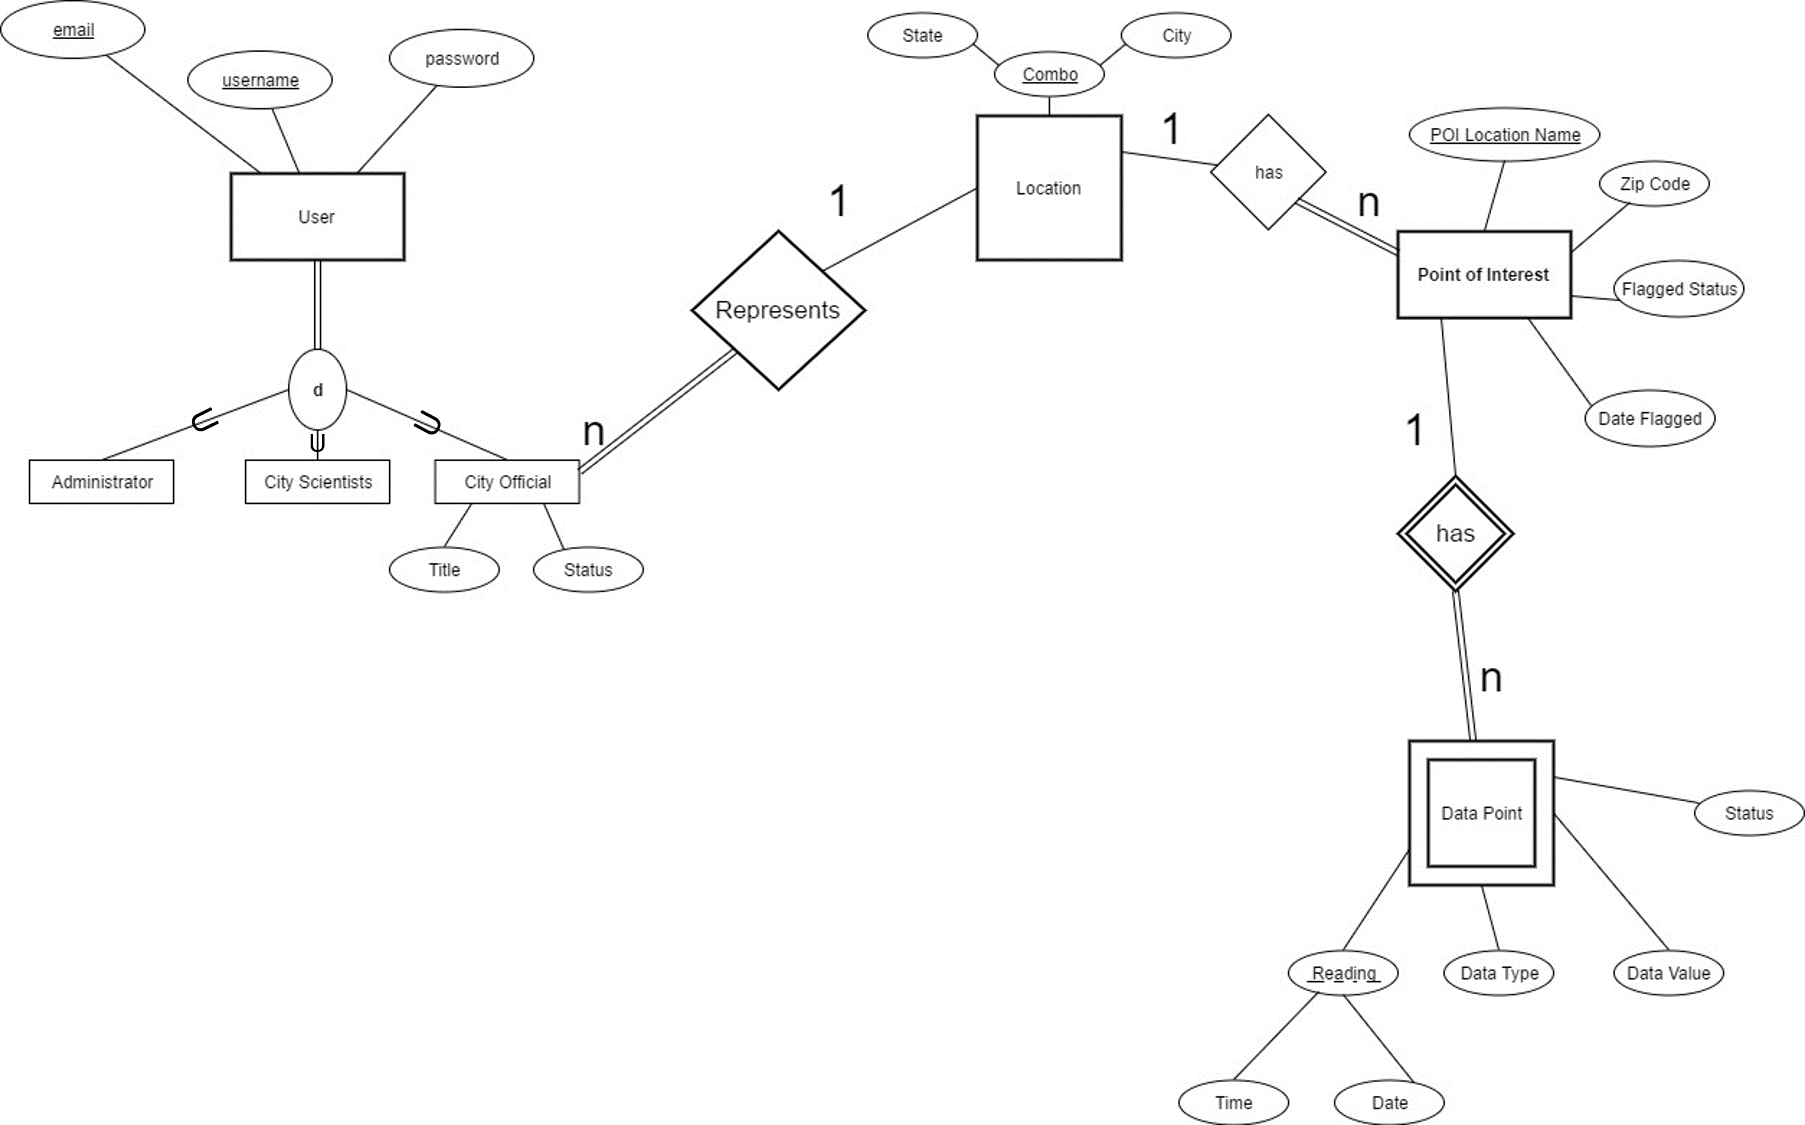 email
username
password
User
d
Administrator
City Scientists
City Official
Title
Status
n
Represents
1
State
Combo
City
Location
1
has
n
POI Location Name
Zip Code
Point of Interest
Flagged Status
Date Flagged
1
has
n
Data Point
Status
Reading
Data Type
Data Value
Time
Date